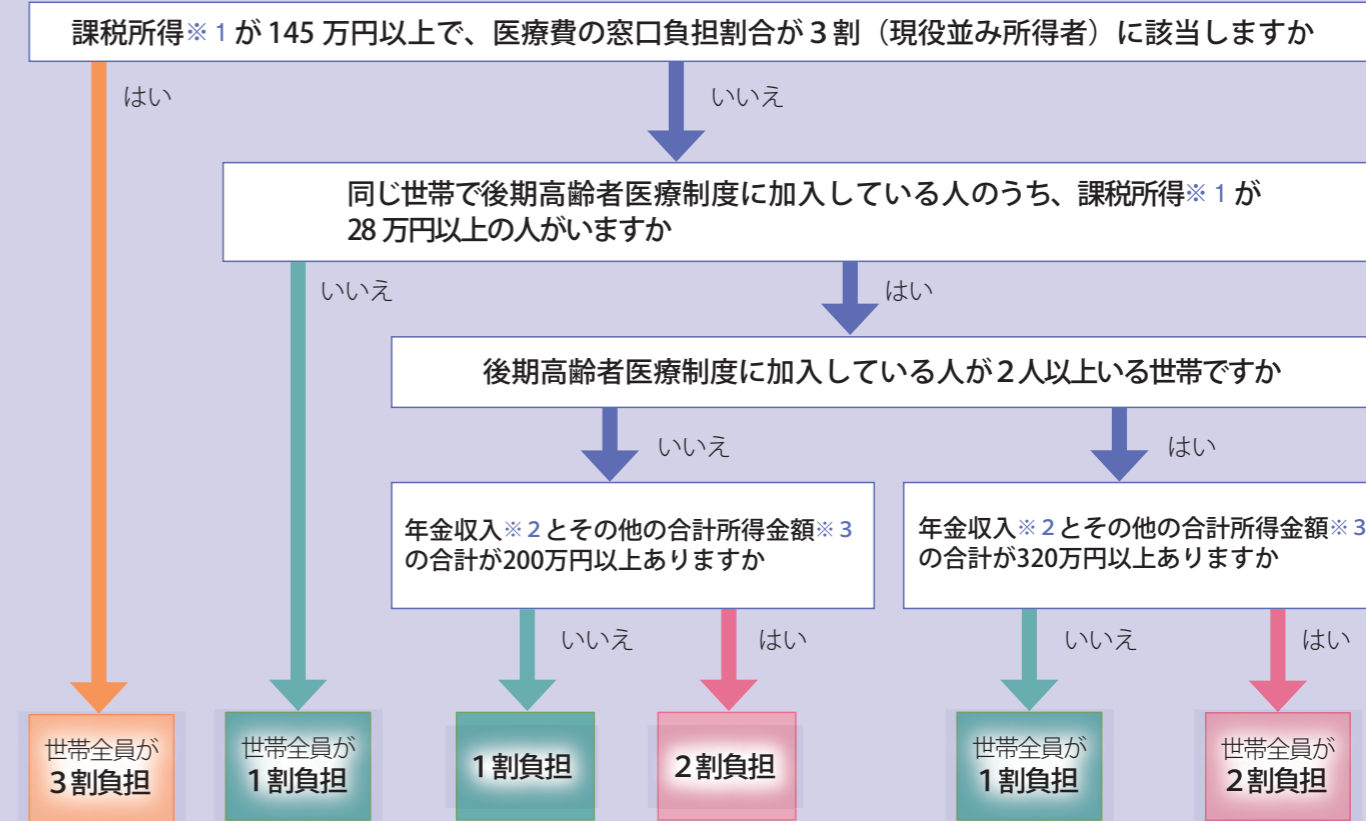 課税所得※1が145万円以上で、医療費の窓口負担割合が3割（現役並み所得者）に該当しますか
はい
いいえ
同じ世帯で後期高齢者医療制度に加入している人のうち、課税所得※1が
28万円以上の人がいますか
いいえ
はい
後期高齢者医療制度に加入している人が2人以上いる世帯ですか
いいえ
はい
年金収入※2とその他の合計所得金額※3
の合計が200万円以上ありますか
年金収入※2とその他の合計所得金額※3
の合計が320万円以上ありますか
いいえ
はい
いいえ
はい
世帯全員が
3割負担
世帯全員が
1割負担
1割負担
2割負担
世帯全員が
1割負担
世帯全員が
2割負担